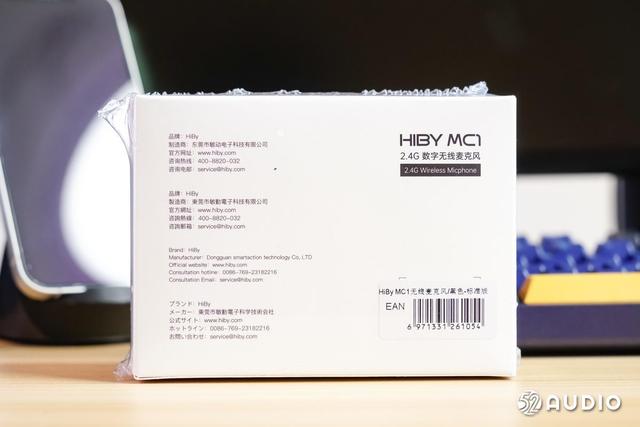 品牌：HiBy
制造商：东莞市敏动电子科技有限公司
官方网址：www.hiby.com
咨询热线：400-8820-032
咨询电邮：service@hiby.com
品牌：HiBy
製造商：東莞市敏動電子科技有限公司
官方網址：www.hiby.com
咨詢熱線：400-8820-032
咨詢郵箱：service@hiby.com
Brand：HiBy
Manufacturer：Dongguan smartaction technology Co,.LTD
Official website：www.hiby.com
Consultation hotline：0086-769-23182216
Consultation Email：service@hiby.com
ブランド：HiBy
メーカー：東莞市敏動電子科学技術会社
公式サイト：www.hiby.com
ホットライン：0086-769-23182216
お問い合わせ：service@hiby.com
HIBY MC1
2.4G 数字无线麦克风
2.4G Wireless Micphone
HiBy MC1无线麦克风/黑色-标准版
EAN
6 971331 261054
52AUDIO